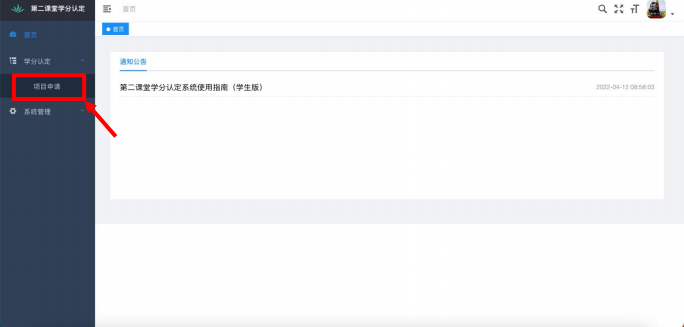 第二课堂学分认定
首页
首页
首页
学分认定
项目申请
系统管理
通知公告
第二课堂学分认定系统使用指南（学生版）
2022-04-12 08:56:03